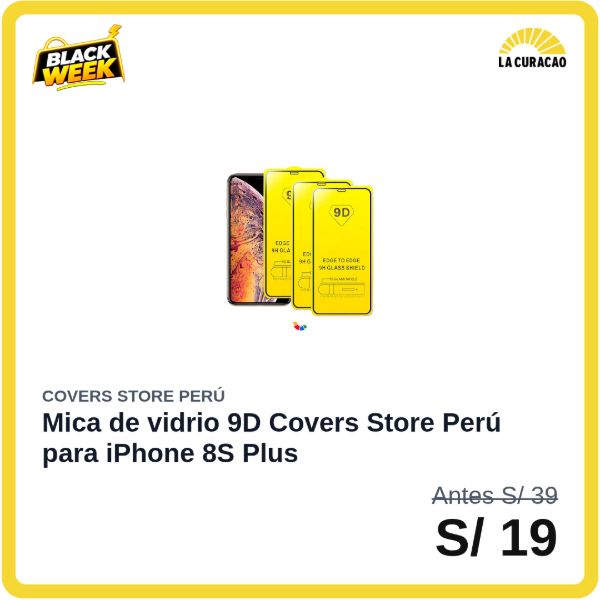 BLACK
WEEK
LA CURACAO
9D
EDGE TO EDGE
9H GLASS SHIELD
COVERS STORE PERÚ
Mica de vidrio 9D Covers Store Perú
para iPhone 8S Plus
Antes S/ 39
S/ 19